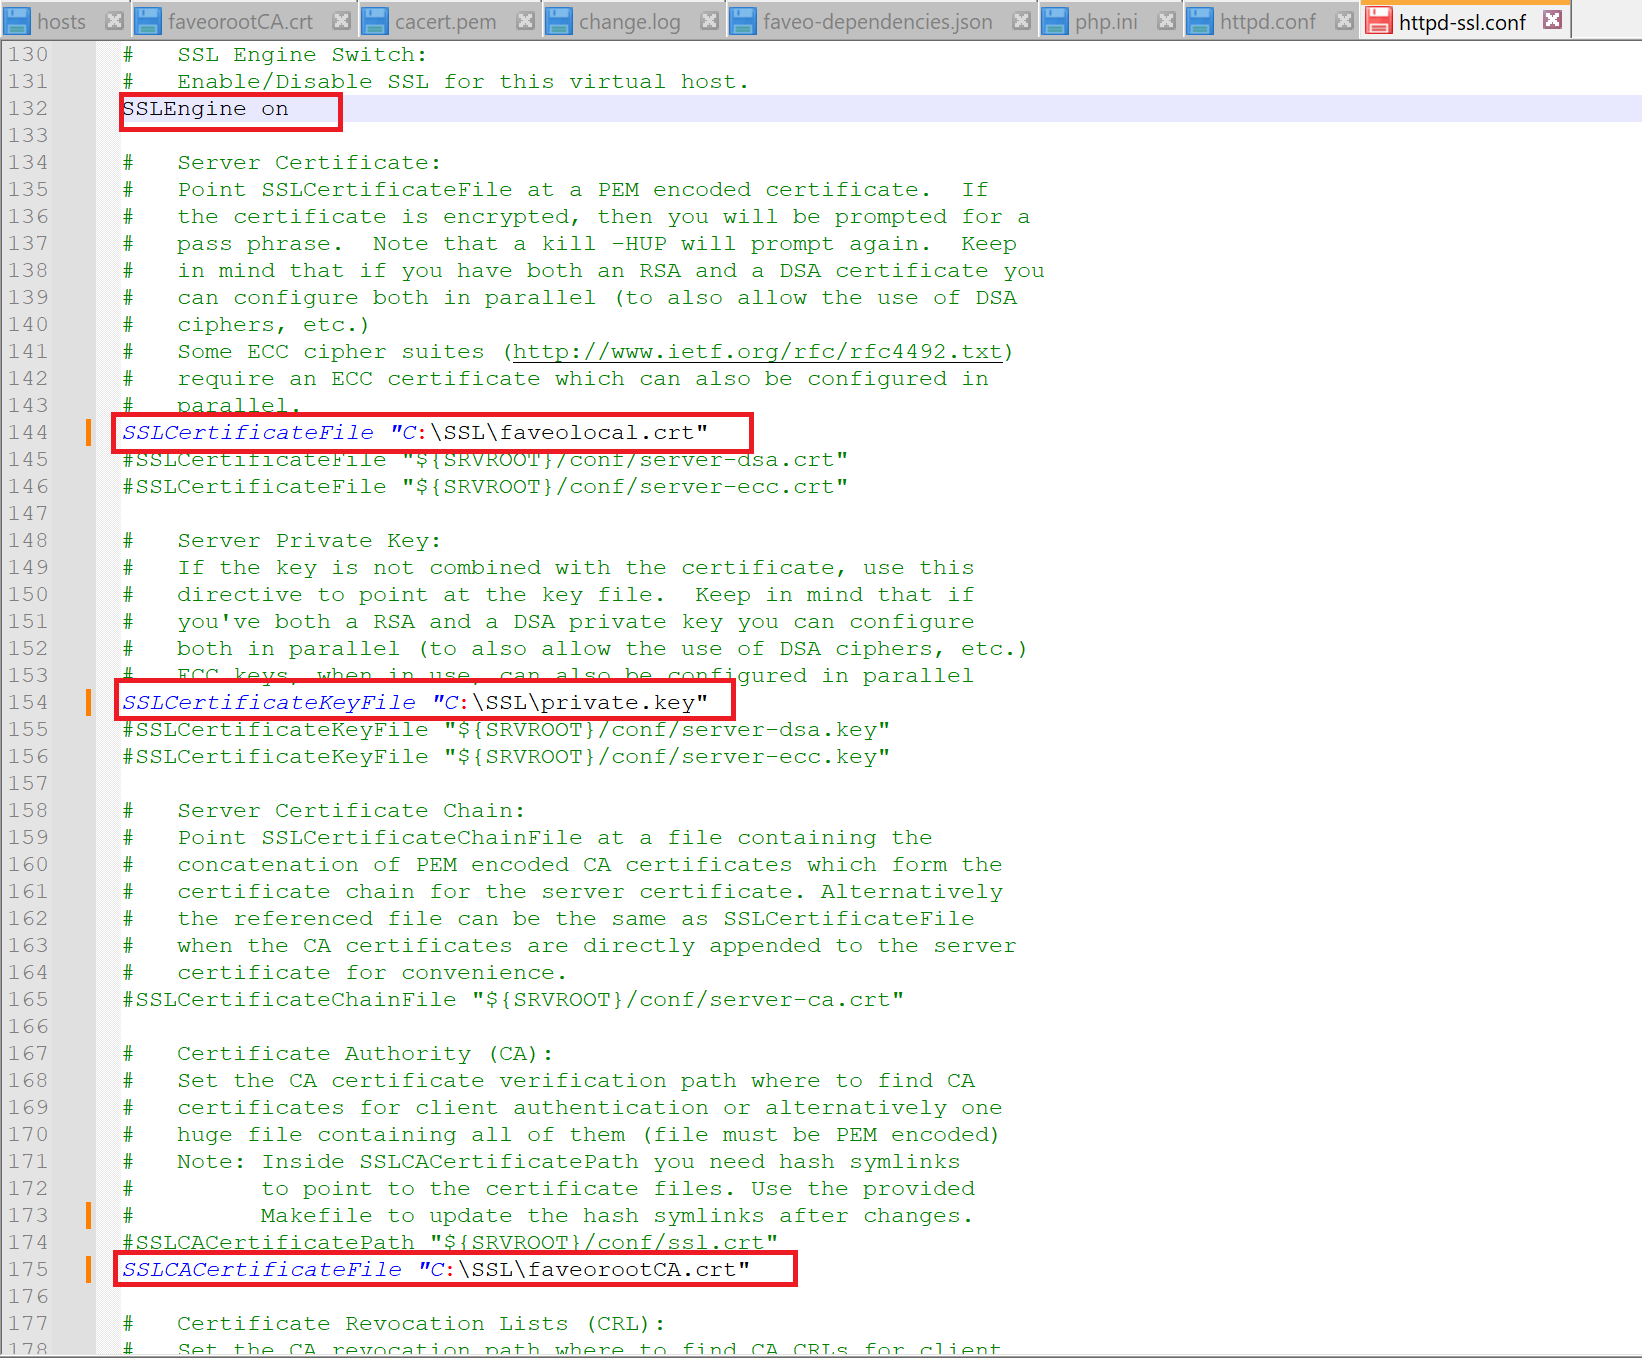 hosts faveorootCA.crt cacert.pem change.log faveo-dependencies.json php.ini httpd.conf httpd-ssl.conf
130 #   SSL Engine Switch:
131 #   Enable/Disable SSL for this virtual host.
132 SSLEngine on
133
134 #   Server Certificate:
135 #   Point SSLCertificateFile at a PEM encoded certificate.  If
136 #   the certificate is encrypted, then you will be prompted for a
137 #   pass phrase.  Note that a kill -HUP will prompt again.  Keep
138 #   in mind that if you have both an RSA and a DSA certificate you
139 #   can configure both in parallel (to also allow the use of DSA
140 #   ciphers, etc.)
141 #   Some ECC cipher suites (http://www.ietf.org/rfc/rfc4492.txt)
142 #   require an ECC certificate which can also be configured in
143 #   parallel.
144 SSLCertificateFile "C:\SSL\faveolocal.crt"
145 #SSLCertificateFile "${SRVROOT}/conf/server-dsa.crt"
146 #SSLCertificateFile "${SRVROOT}/conf/server-ecc.crt"
147
148 #   Server Private Key:
149 #   If the key is not combined with the certificate, use this
150 #   directive to point at the key file.  Keep in mind that if
151 #   you've both a RSA and a DSA private key you can configure
152 #   both in parallel (to also allow the use of DSA ciphers, etc.)
153 #   ECC keys, when in use, can also be configured in parallel
154 SSLCertificateKeyFile "C:\SSL\private.key"
155 #SSLCertificateKeyFile "${SRVROOT}/conf/server-dsa.key"
156 #SSLCertificateKeyFile "${SRVROOT}/conf/server-ecc.key"
157
158 #   Server Certificate Chain:
159 #   Point SSLCertificateChainFile at a file containing the
160 #   concatenation of PEM encoded CA certificates which form the
161 #   certificate chain for the server certificate. Alternatively
162 #   the referenced file can be the same as SSLCertificateFile
163 #   when the CA certificates are directly appended to the server
164 #   certificate for convenience.
165 #SSLCertificateChainFile "${SRVROOT}/conf/server-ca.crt"
166
167 #   Certificate Authority (CA):
168 #   Set the CA certificate verification path where to find CA
169 #   certificates for client authentication or alternatively one
170 #   huge file containing all of them (file must be PEM encoded)
171 #   Note: Inside SSLCACertificatePath you need hash symlinks
172 #         to point to the certificate files. Use the provided
173 #         Makefile to update the hash symlinks after changes.
174 #SSLCACertificatePath "${SRVROOT}/conf/ssl.crt"
175 SSLCACertificateFile "C:\SSL\faveorootCA.crt"
176
177 #   Certificate Revocation Lists (CRL):
178 #   Set the CA revocation path where to find CA CRLs for client